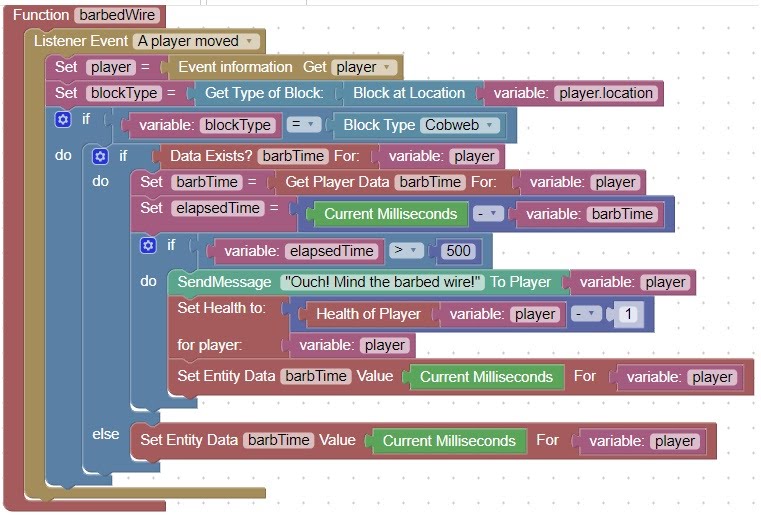 Function barbedWire
Listener Event A player moved
Set player = Event information Get player
Set blockType = Get Type of Block: Block at Location variable: player.location
if variable: blockType = Block Type Cobweb
do if Data Exists? barbTime For: variable: player
do Set barbTime = Get Player Data barbTime For: variable: player
Set elapsedTime = Current Milliseconds - variable: barbTime
if variable: elapsedTime > 500
do SendMessage "Ouch! Mind the barbed wire!" To Player variable: player
Set Health to: Health of Player variable: player - 1
for player: variable: player
Set Entity Data barbTime Value Current Milliseconds For variable: player
else Set Entity Data barbTime Value Current Milliseconds For variable: player